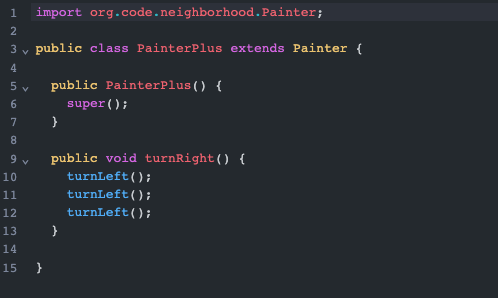 1 import org.code.neighborhood.Painter;
2
3 public class PainterPlus extends Painter {
4
5   public PainterPlus() {
6     super();
7   }
8
9   public void turnRight() {
10     turnLeft();
11     turnLeft();
12     turnLeft();
13   }
14
15 }